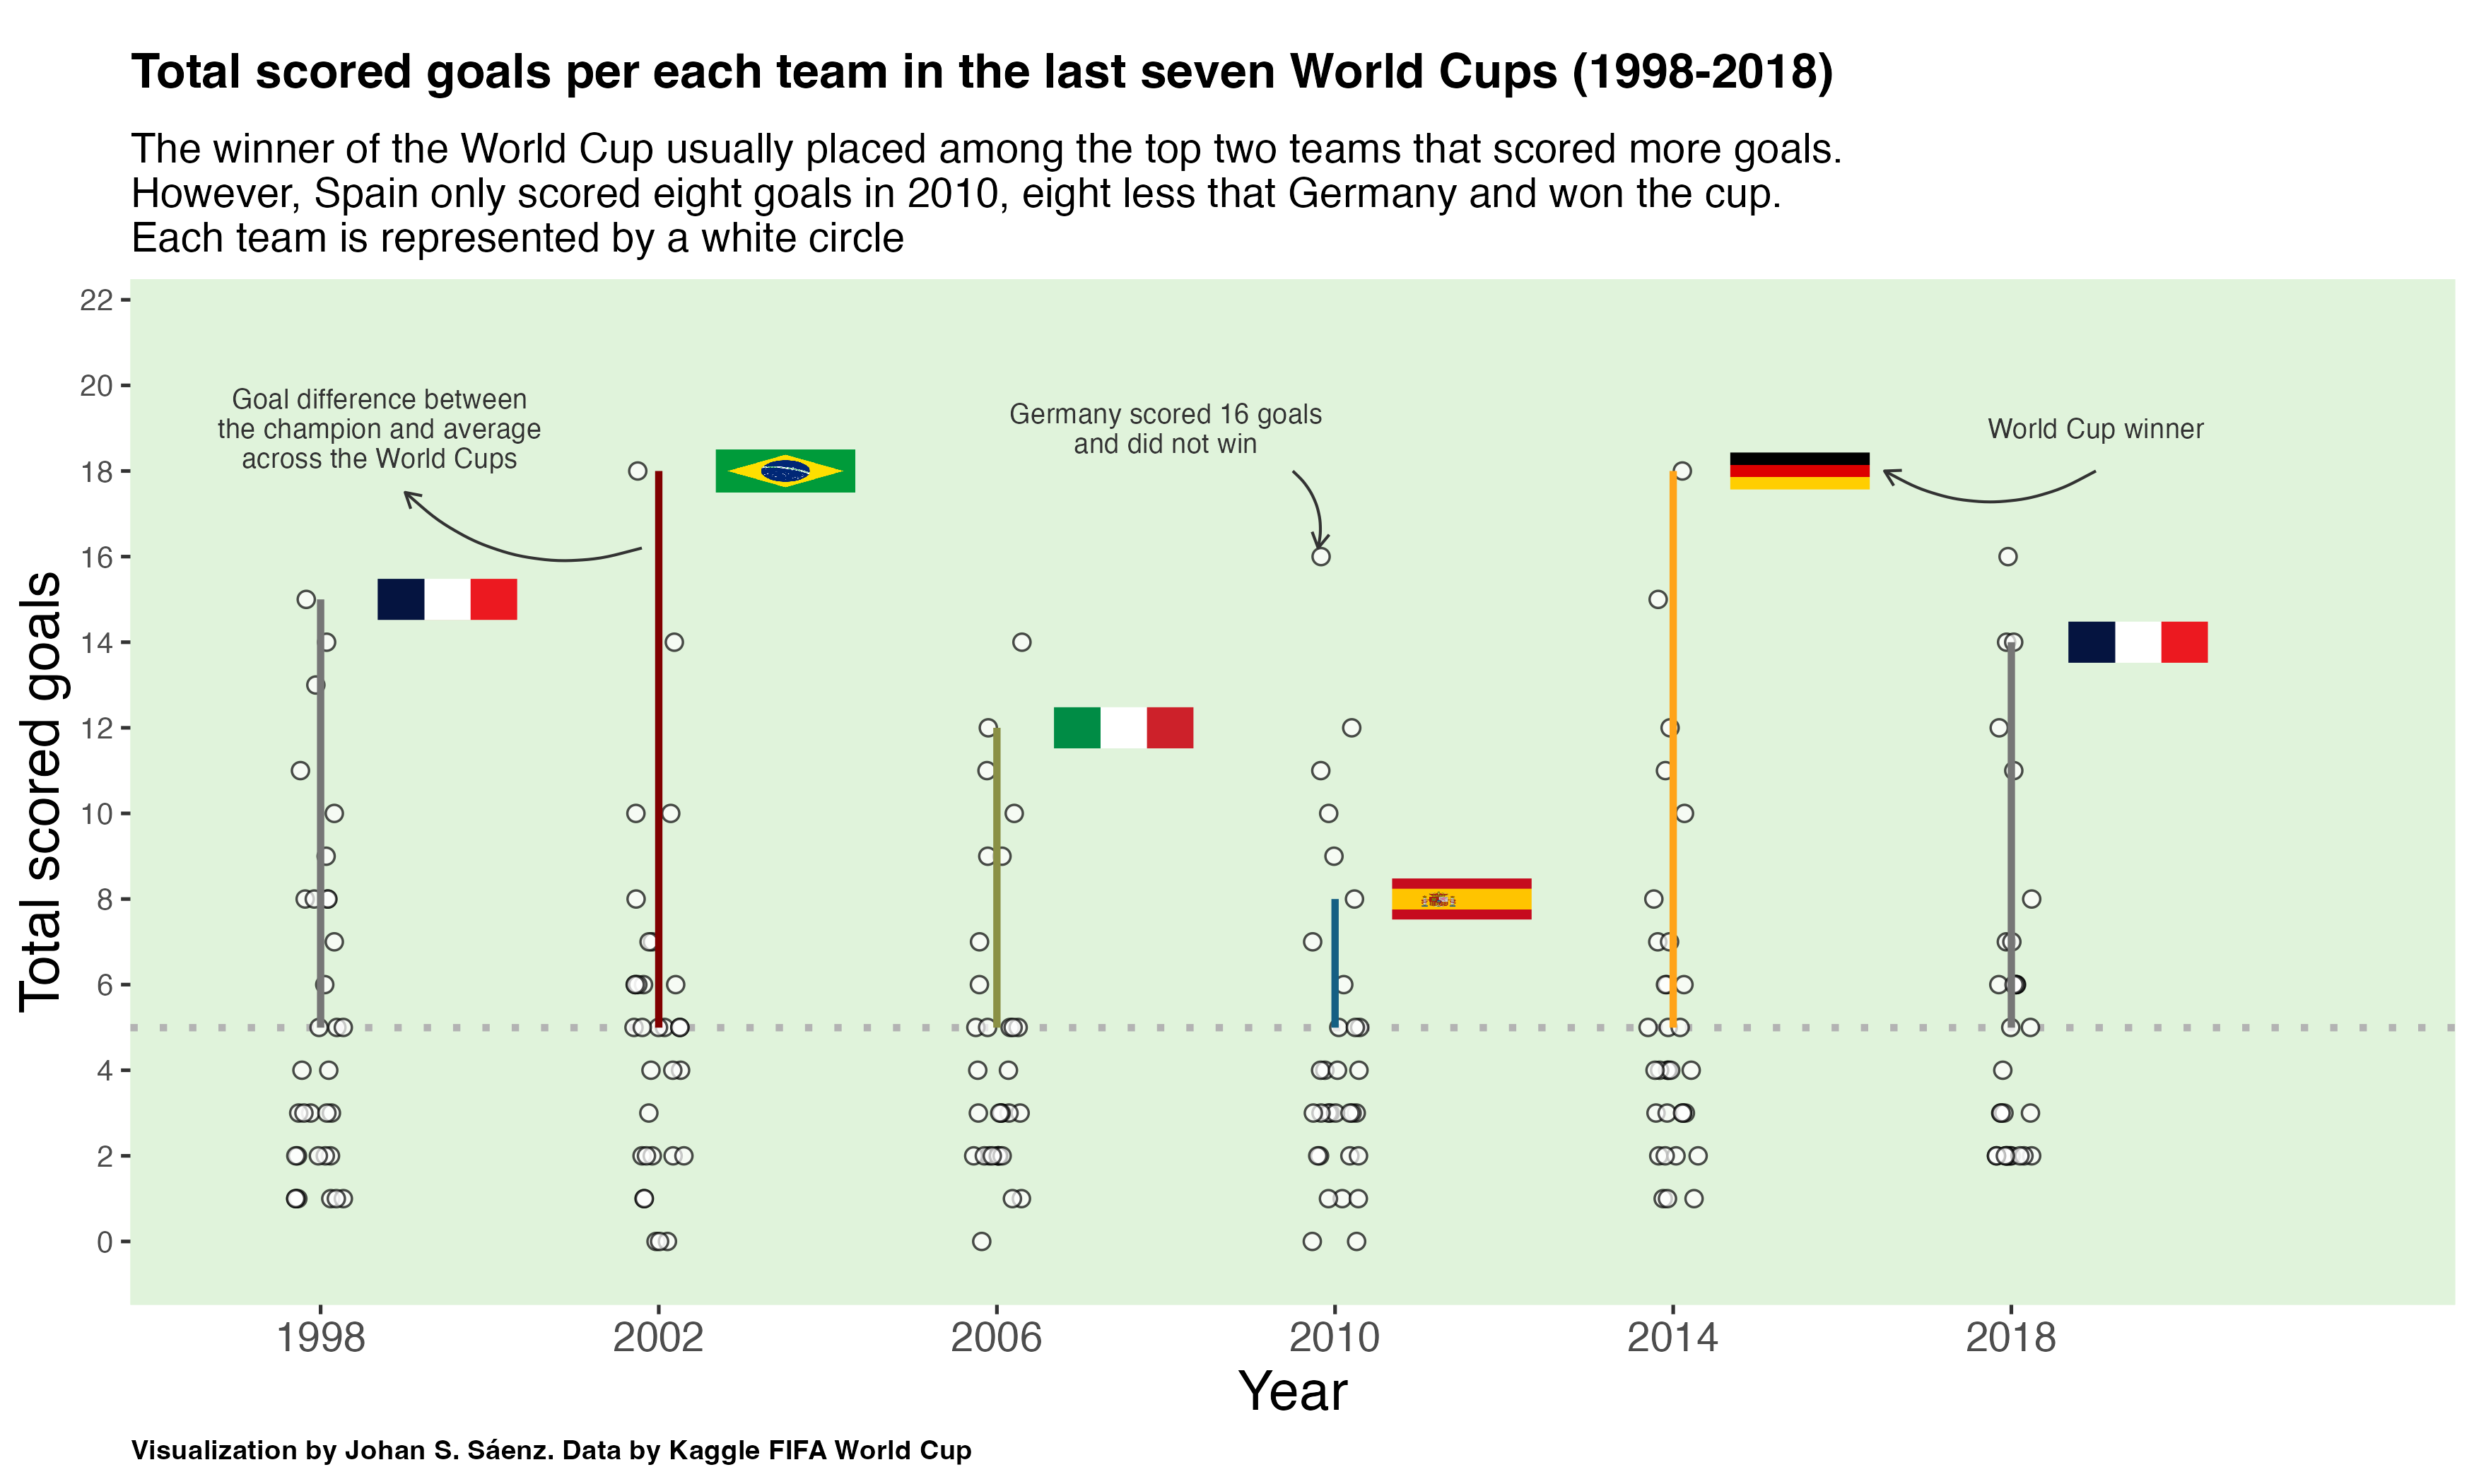 Total scored goals per each team in the last seven World Cups (1998-2018)
The winner of the World Cup usually placed among the top two teams that scored more goals.
However, Spain only scored eight goals in 2010, eight less that Germany and won the cup.
Each team is represented by a white circle
Total scored goals
22
20
18
16
14
12
10
8
6
4
2
0
Goal difference between
the champion and average
across the World Cups
Germany scored 16 goals
and did not win
World Cup winner
1998
2002
2006
2010
2014
2018
Year
Visualization by Johan S. Sáenz. Data by Kaggle FIFA World Cup